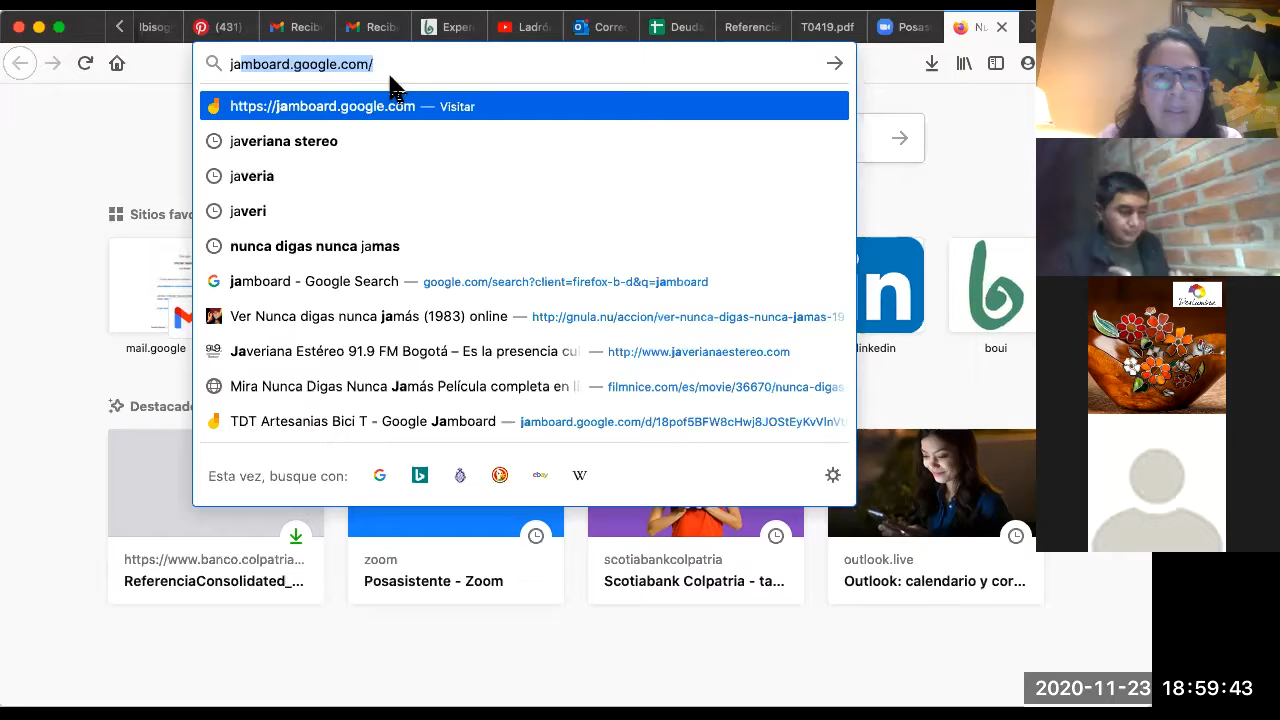 lbisog
(431)
Recib
Recib
Exper
Ladró
Corre
Deuda
Referencia
T0419.pdf
Posas
Nu
jamboard.google.com/
https://jamboard.google.com — Visitar
javeriana stereo
javeria
javeri
nunca digas nunca jamas
jamboard - Google Search — google.com/search?client=firefox-b-d&q=jamboard
Ver Nunca digas nunca jamás (1983) online — http://gnula.nu/accion/ver-nunca-digas-nunca-jamas-19
Javeriana Estéreo 91.9 FM Bogotá – Es la presencia cul — http://www.javerianaestereo.com
Mira Nunca Digas Nunca Jamás Película completa en lí — filmnice.com/es/movie/36670/nunca-digas
TDT Artesanias Bici T - Google Jamboard — jamboard.google.com/d/18pof5BFW8cHwj8JOStEyKvVlnVt
Esta vez, busque con:
ebay
W
Sitios favo
mail.google
in
linkedin
boui
Destacado
https://www.banco.colpatria...
ReferenciaConsolidated_...
zoom
Posasistente - Zoom
scotiabankcolpatria
Scotiabank Colpatria - ta...
outlook.live
Outlook: calendario y cor...
2020-11-23 18:59:43